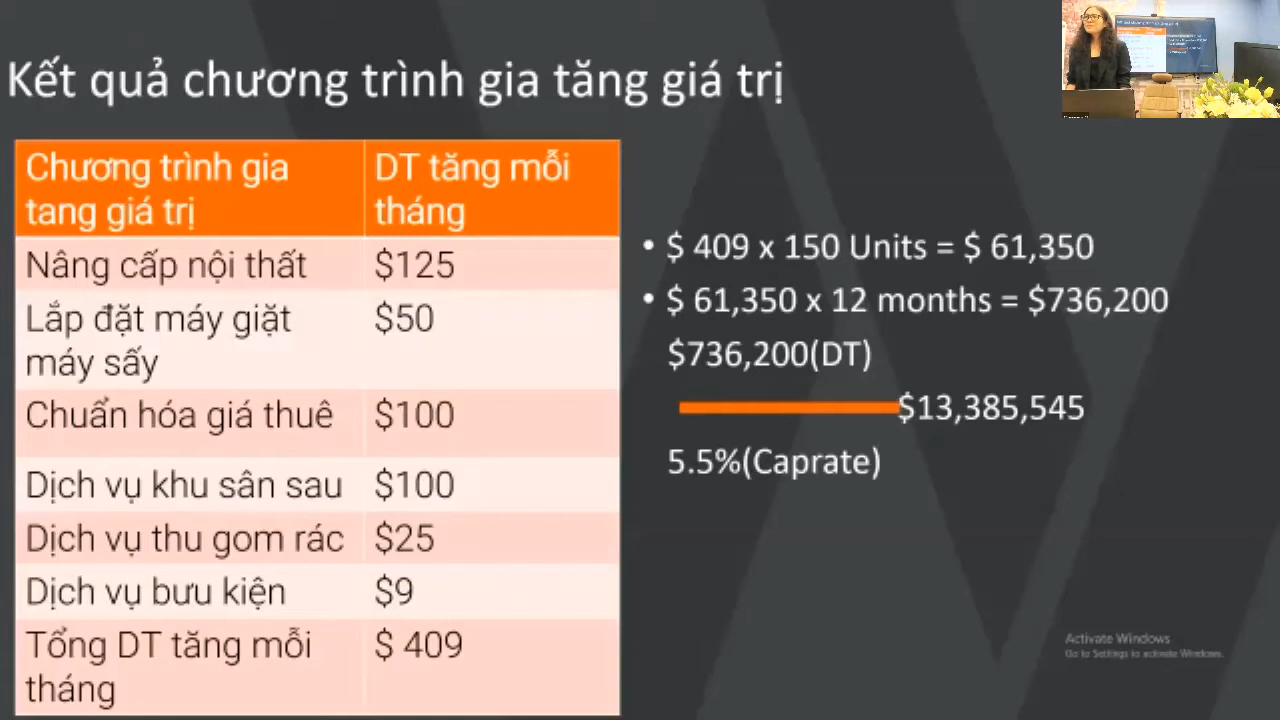 Kết quả chương trình gia tăng giá trị
Chương trình gia
tang giá trị
DT tăng mỗi
tháng
Nâng cấp nội thất
$125
Lắp đặt máy giặt
máy sấy
$50
Chuẩn hóa giá thuê
$100
Dịch vụ khu sân sau
$100
Dịch vụ thu gom rác
$25
Dịch vụ bưu kiện
$9
Tổng DT tăng mỗi
tháng
$ 409
• $ 409 x 150 Units = $ 61,350
• $ 61,350 x 12 months = $736,200
$736,200(DT)
$13,385,545
5.5%(Caprate)
Activate Windows
Go to Settings to activate Windows.